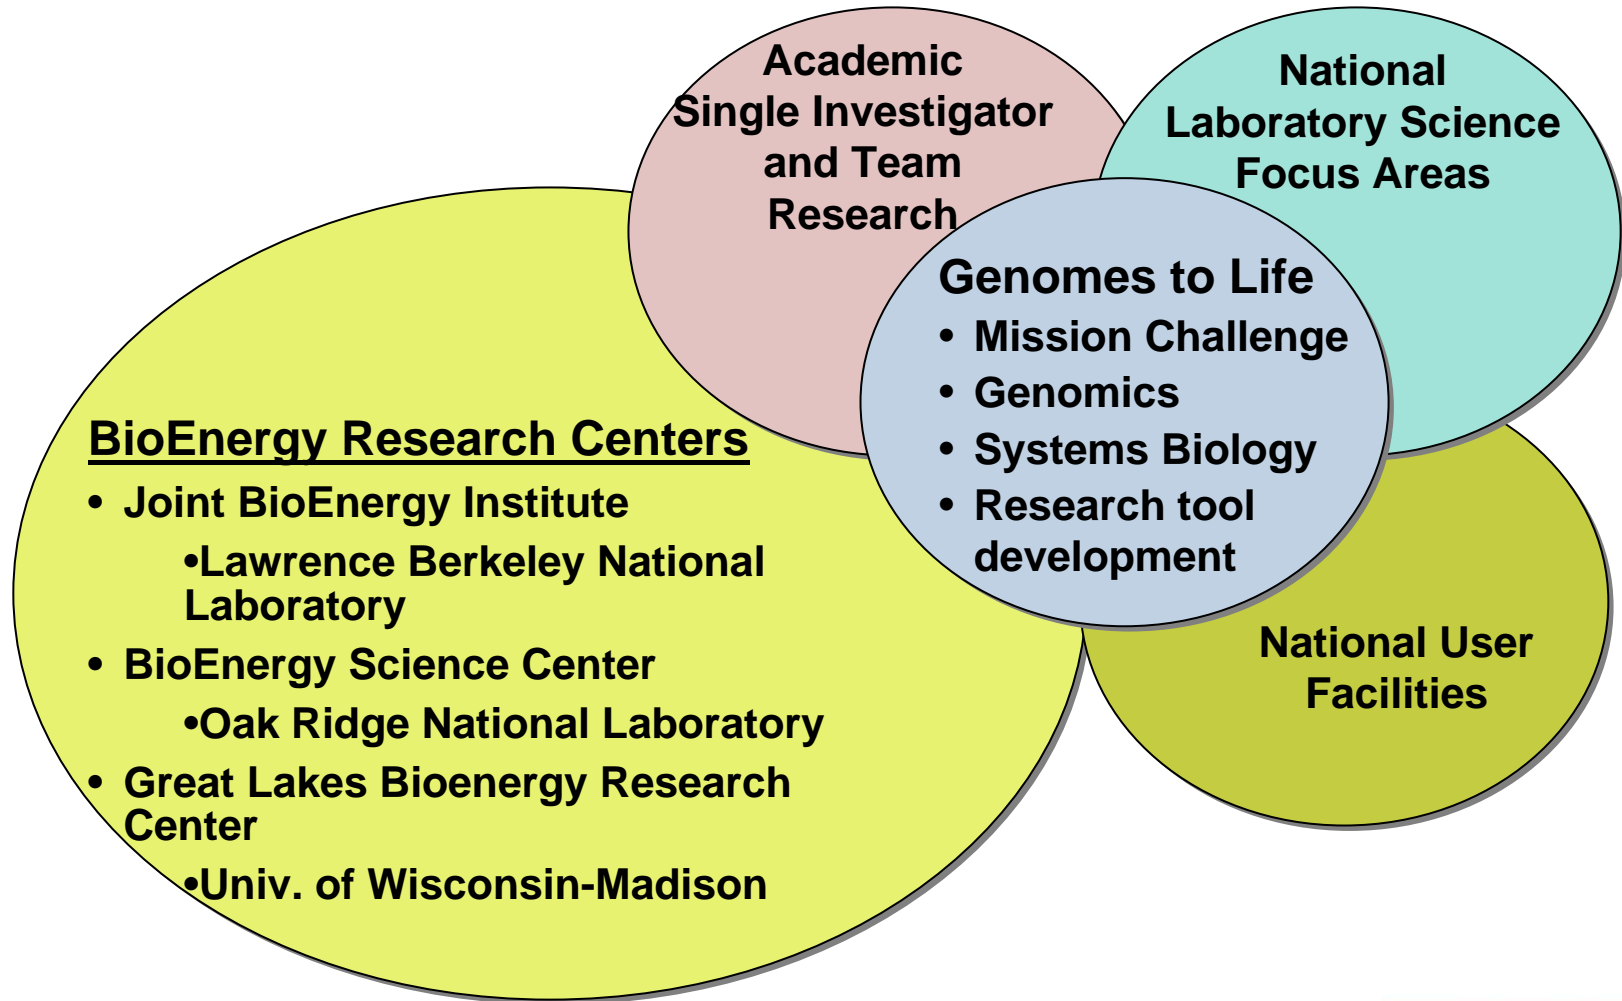 Academic
Single Investigator
and Team
Research
National
Laboratory Science
Focus Areas
Genomes to Life
• Mission Challenge
• Genomics
• Systems Biology
• Research tool
development
BioEnergy Research Centers
• Joint BioEnergy Institute
•Lawrence Berkeley National
Laboratory
• BioEnergy Science Center
•Oak Ridge National Laboratory
• Great Lakes Bioenergy Research
Center
•Univ. of Wisconsin-Madison
National User
Facilities